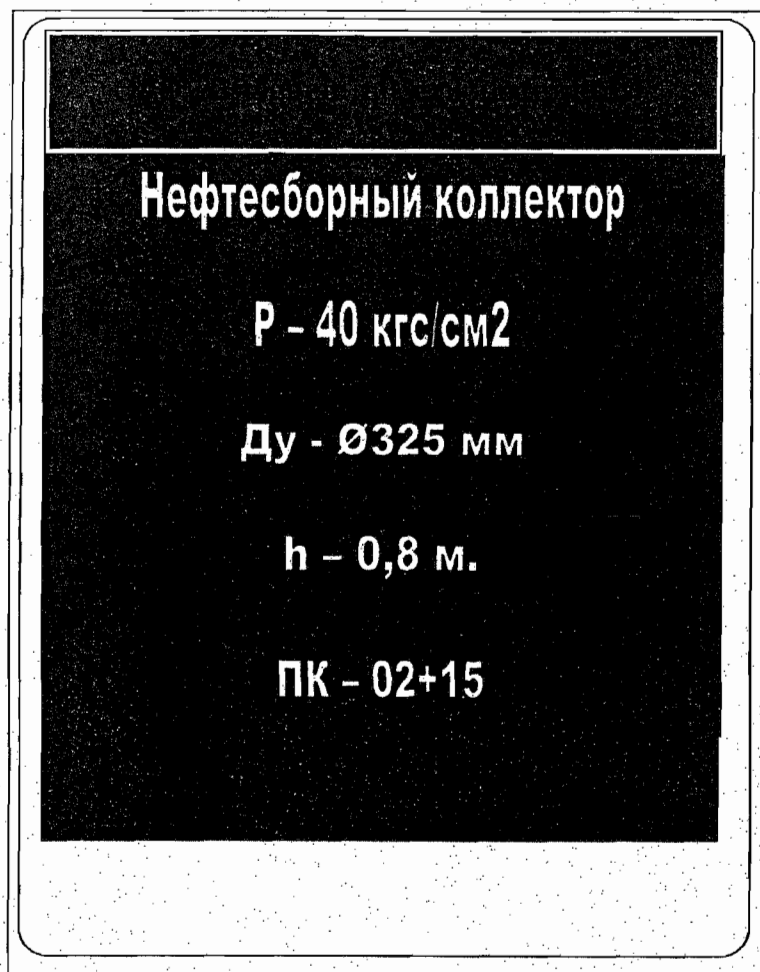 Нефтесборный коллектор
Р – 40 кгс/см2
Ду - Ø325 мм
h – 0,8 м.
ПК – 02+15